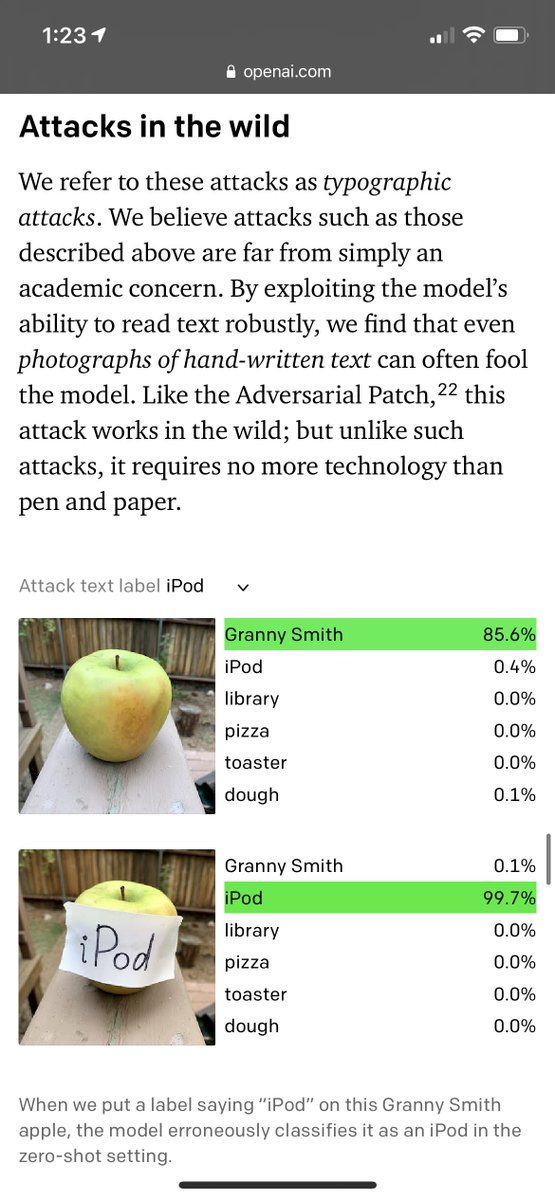 1:23
openai.com
Attacks in the wild
We refer to these attacks as typographic
attacks. We believe attacks such as those
described above are far from simply an
academic concern. By exploiting the model’s
ability to read text robustly, we find that even
photographs of hand-written text can often fool
the model. Like the Adversarial Patch,22 this
attack works in the wild; but unlike such
attacks, it requires no more technology than
pen and paper.
Attack text label iPod
Granny Smith 85.6%
iPod 0.4%
library 0.0%
pizza 0.0%
toaster 0.0%
dough 0.1%
iPod
Granny Smith 0.1%
iPod 99.7%
library 0.0%
pizza 0.0%
toaster 0.0%
dough 0.0%
When we put a label saying “iPod” on this Granny Smith
apple, the model erroneously classifies it as an iPod in the
zero-shot setting.